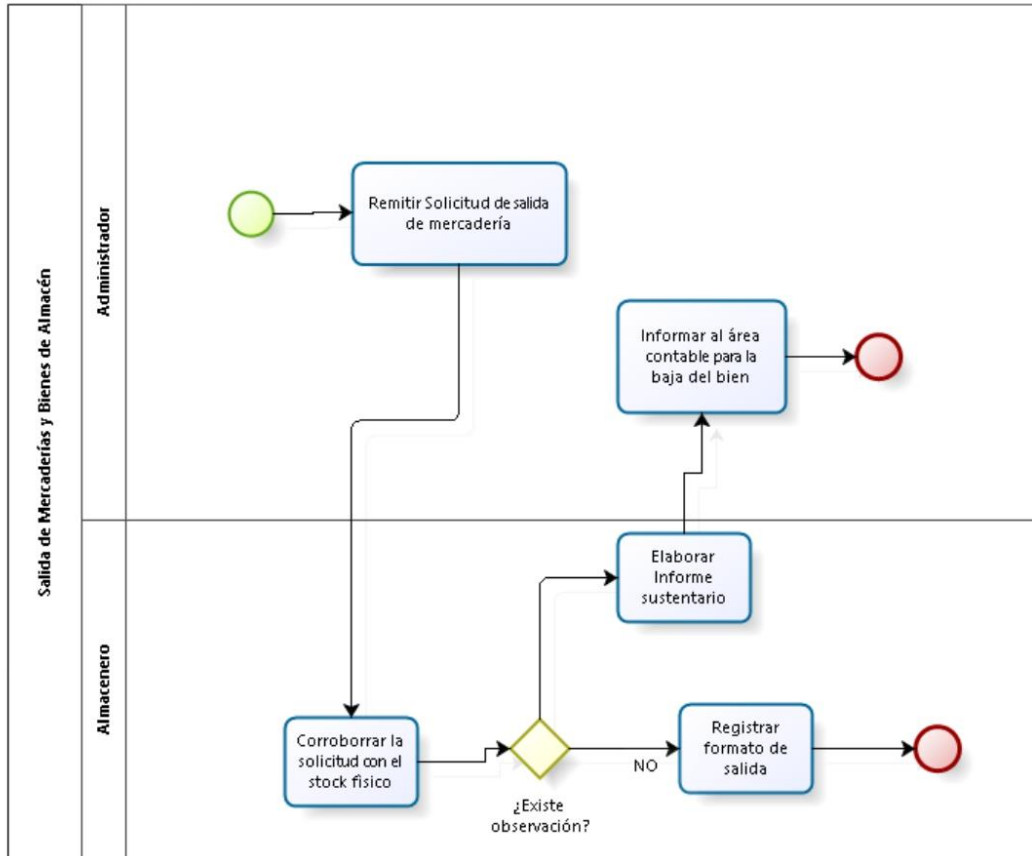 Salida de Mercaderías y Bienes de Almacén
Administrador
Remitir Solicitud de salida
de mercadería
Informar al área
contable para la
baja del bien
Almacenero
Elaborar
Informe
sustentario
Corroborrar la
solicitud con el
stock fisico
¿Existe
observación?
NO
Registrar
formato de
salida